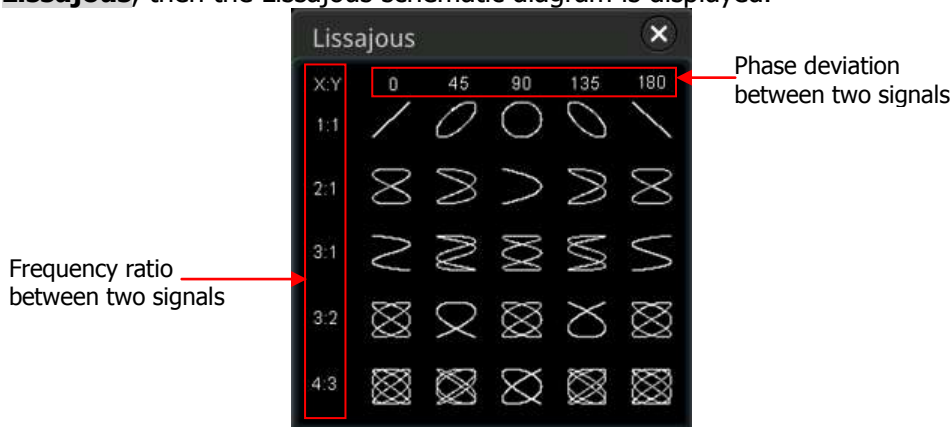 Lissajous, then the Lissajous schematic diagram is displayed.
Lissajous
X:Y 0 45 90 135 180
Phase deviation
between two signals
1:1
2:1
3:1
Frequency ratio
between two signals
3:2
4:3